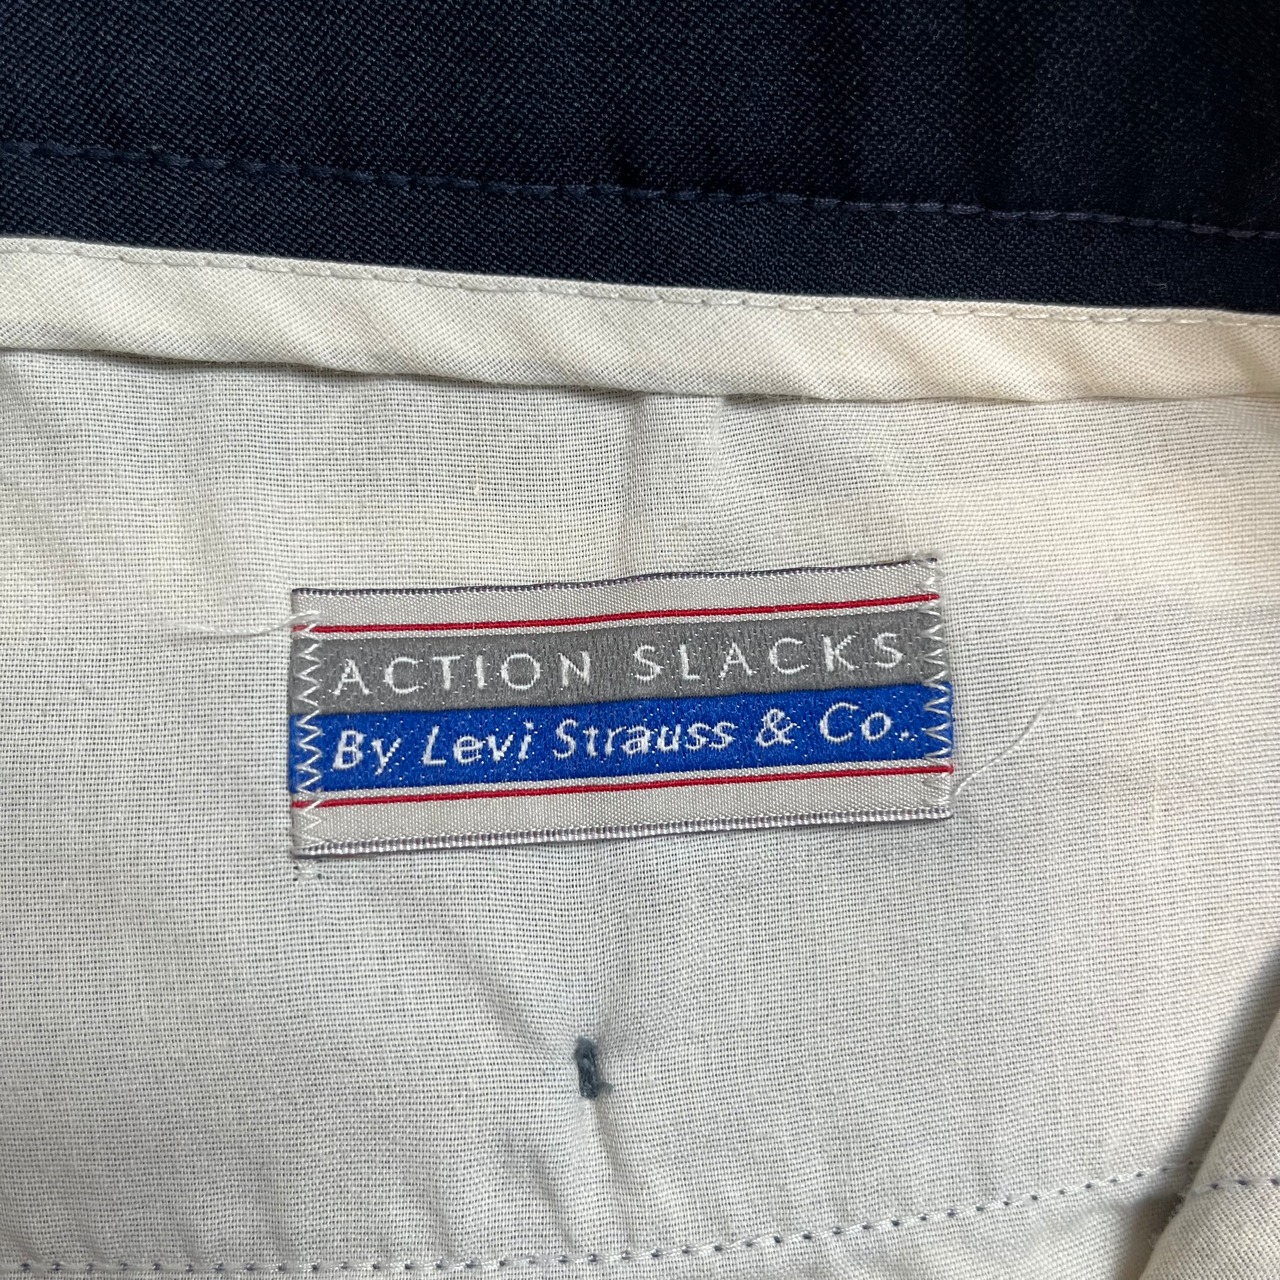 ACTION SLACKS
By Levi Strauss & Co.